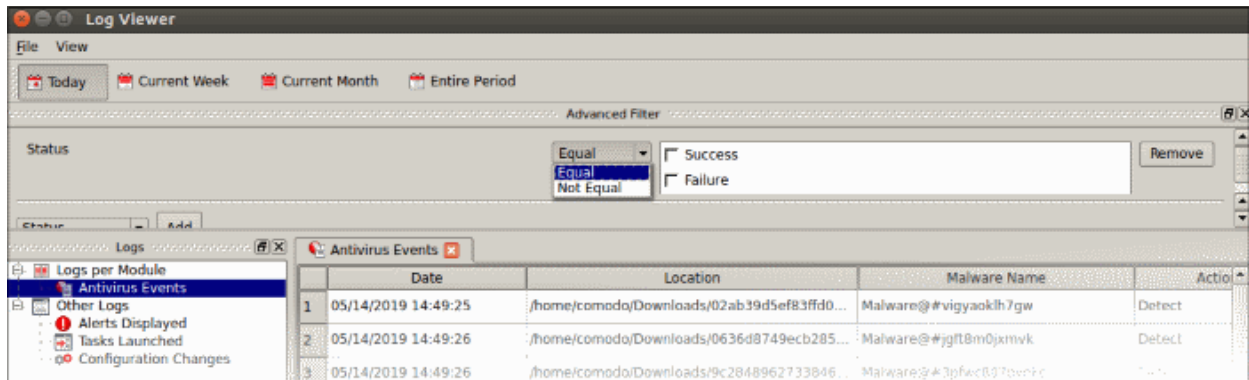 Log Viewer
File View
Today Current Week Current Month Entire Period
Advanced Filter
Status Equal Success Remove
Equal
Not Equal Failure
Status Add
Logs Antivirus Events
Logs per Module Date Location Malware Name Action
Antivirus Events
1 05/14/2019 14:49:25 /home/comodo/Downloads/02ab39d5ef83ffd0... Malware@#vigyaoklh7gw Detect
Other Logs
Alerts Displayed
2 05/14/2019 14:49:26 /home/comodo/Downloads/0636d8749ecb285... Malware@#jgft8m0jxmvk Detect
Tasks Launched
Configuration Changes
3 05/14/2019 14:49:26 /home/comodo/Downloads/9c2848962733846...